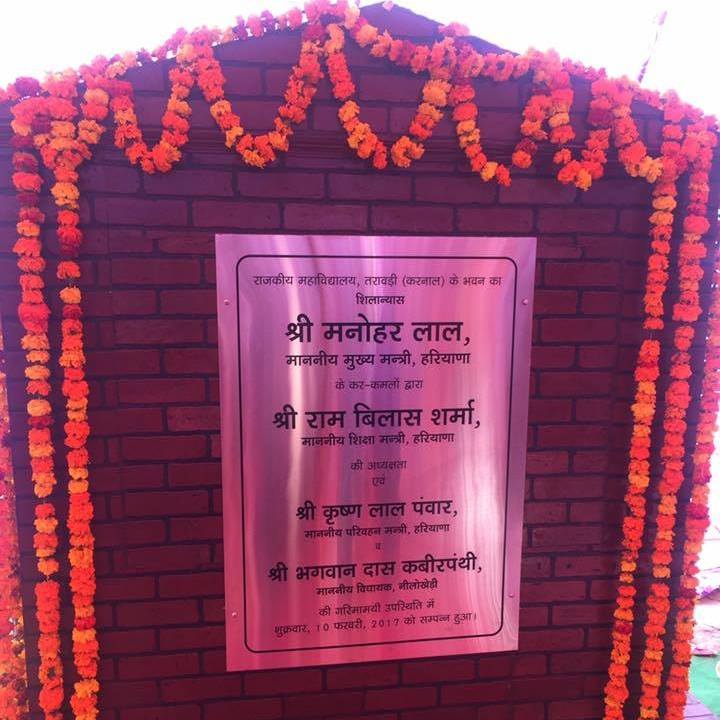 राजकीय महाविद्यालय, तरावड़ी (करनाल) के भवन का
शिलान्यास
श्री मनोहर लाल,
माननीय मुख्य मन्त्री, हरियाणा
के कर-कमलों द्वारा
श्री राम बिलास शर्मा,
माननीय शिक्षा मन्त्री, हरियाणा
की अध्यक्षता
एवं
श्री कृष्ण लाल पंवार,
माननीय परिवहन मन्त्री, हरियाणा
व
श्री भगवान दास कबीरपंथी,
माननीय विधायक, नीलोखेड़ी
की गरिमामयी उपस्थिति में
शुक्रवार, 10 फरवरी, 2017 को सम्पन्न हुआ।